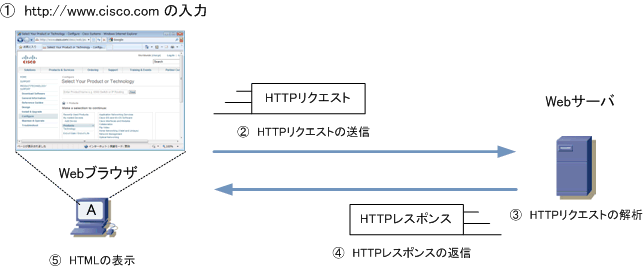 ① http://www.cisco.com の入力
CISCO
Select Your Product or Technology
HTTPリクエスト
② HTTPリクエストの送信
Webサーバ
Webブラウザ
A
HTTPレスポンス
③ HTTPリクエストの解析
④ HTTPレスポンスの返信
⑤ HTMLの表示